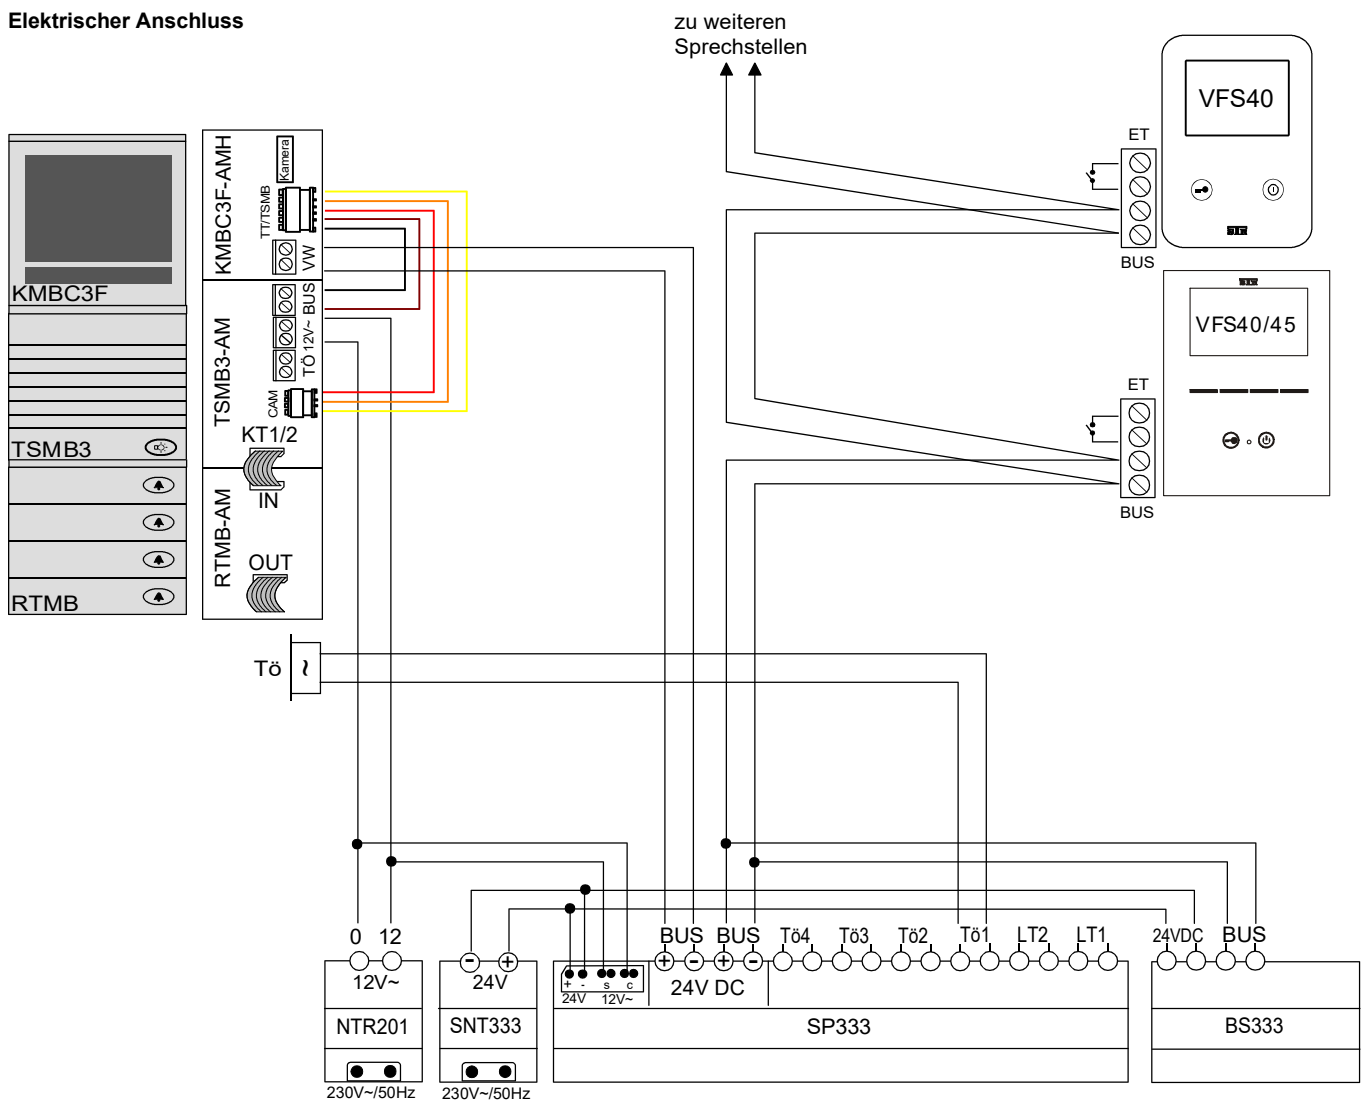 Elektrischer Anschluss
zu weiteren
Sprechstellen
VFS40
ET
BUS
VFS40/45
ET
BUS
KMBC3F
TSMB3
RTMB
KMBC3F-AMH
Kamera
TT/TSMB
VW
TSMB3-AM
BUS
12V~
TÖ
CAM
KT1/2
RTMB-AM
IN
OUT
Tö
~
0 12
12V~
NTR201
230V~/50Hz
- +
24V
SNT333
230V~/50Hz
+ - s c
24V 12V~
BUS BUS Tö4 Tö3 Tö2 Tö1 LT2 LT1
+ - + -
24V DC
SP333
24VDC BUS
BS333